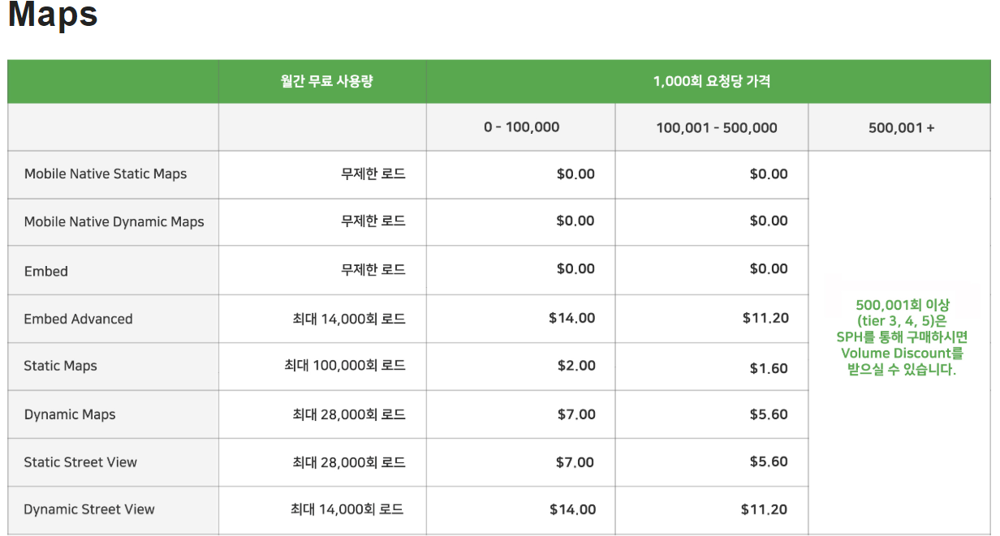 Maps
월간 무료 사용량 1,000회 요청당 가격
0 - 100,000 100,001 - 500,000 500,001 +
Mobile Native Static Maps 무제한 로드 $0.00 $0.00
Mobile Native Dynamic Maps 무제한 로드 $0.00 $0.00
Embed 무제한 로드 $0.00 $0.00
Embed Advanced 최대 14,000회 로드 $14.00 $11.20
Static Maps 최대 100,000회 로드 $2.00 $1.60
Dynamic Maps 최대 28,000회 로드 $7.00 $5.60
Static Street View 최대 28,000회 로드 $7.00 $5.60
Dynamic Street View 최대 14,000회 로드 $14.00 $11.20
500,001회 이상
(tier 3, 4, 5)은
SPH를 통해 구매하시면
Volume Discount를
받으실 수 있습니다.